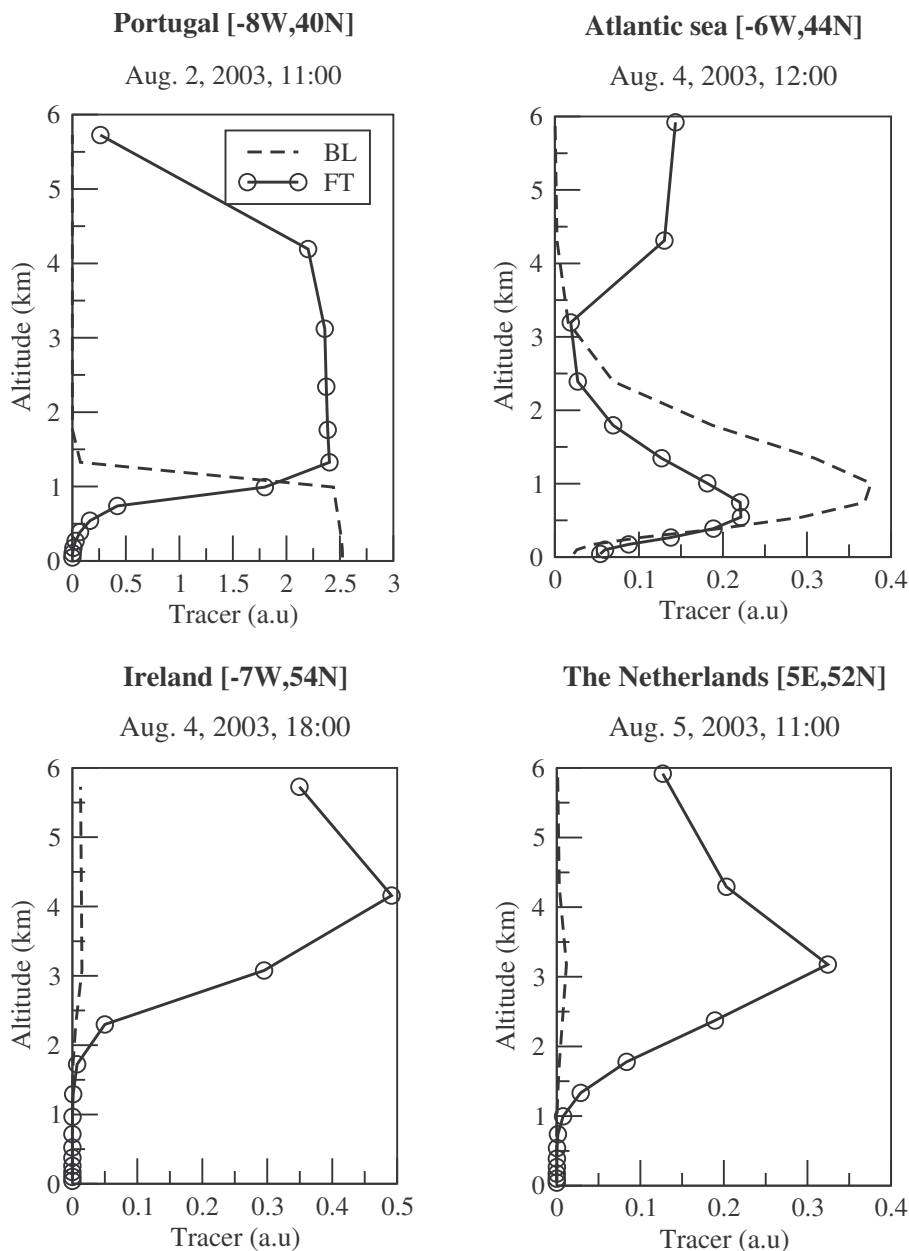 Portugal [-8W,40N]
Aug. 2, 2003, 11:00
6
5
4
3
2
1
0
Altitude (km)
BL
FT
0 0.5 1 1.5 2 2.5 3
Tracer (a.u)
Atlantic sea [-6W,44N]
Aug. 4, 2003, 12:00
6
5
4
3
2
1
0
Altitude (km)
0 0.1 0.2 0.3 0.4
Tracer (a.u)
Ireland [-7W,54N]
Aug. 4, 2003, 18:00
6
5
4
3
2
1
0
Altitude (km)
0 0.1 0.2 0.3 0.4 0.5
Tracer (a.u)
The Netherlands [5E,52N]
Aug. 5, 2003, 11:00
6
5
4
3
2
1
0
Altitude (km)
0 0.1 0.2 0.3 0.4
Tracer (a.u)